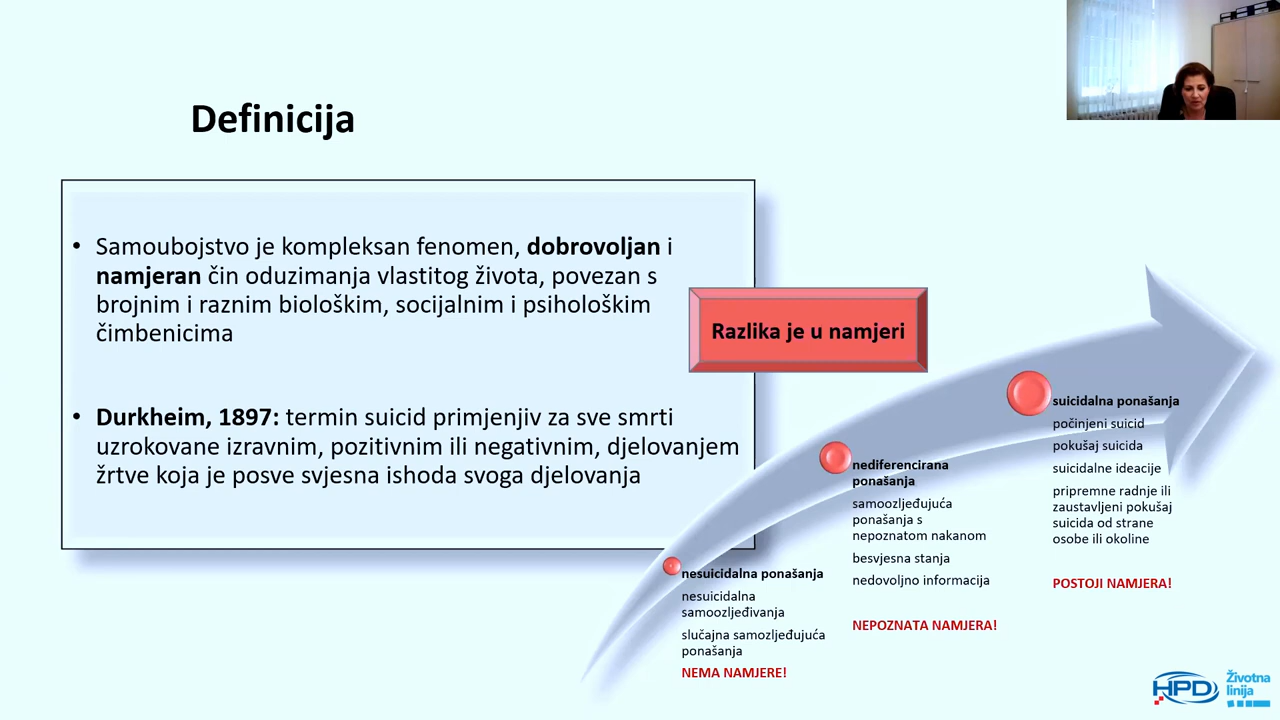 Definicija
• Samoubojstvo je kompleksan fenomen, dobrovoljan i
namjeran čin oduzimanja vlastitog života, povezan s
brojnim i raznim biološkim, socijalnim i psihološkim
čimbenicima
• Durkheim, 1897: termin suicid primjenjiv za sve smrti
uzrokovane izravnim, pozitivnim ili negativnim, djelovanjem
žrtve koja je posve svjesna ishoda svoga djelovanja
Razlika je u namjeri
nesuicidalna ponašanja
nesuicidalna
samoozljeđivanja
slučajna samozljeđujuća
ponašanja
NEMA NAMJERE!
nediferencirana
ponašanja
samoozljeđujuća
ponašanja s
nepoznatom nakanom
besvjesna stanja
nedovoljno informacija
NEPOZNATA NAMJERA!
suicidalna ponašanja
počinjeni suicid
pokušaj suicida
suicidalne ideacije
pripremne radnje ili
zaustavljeni pokušaj
suicida od strane
osobe ili okoline
POSTOJI NAMJERA!
HPD
Životna
linija